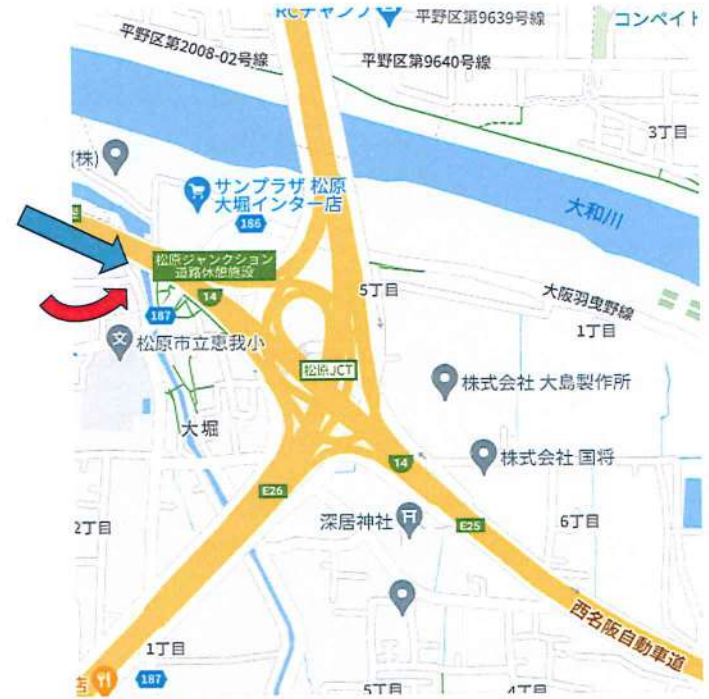 RCチャンプ
平野区第9639号線
コンペイト
平野区第2008-02号線
平野区第9640号線
3丁目
(株)
サンプラザ 松原
大堀インター店
186
大和川
松原ジャンクション
道路休憩施設
14
5丁目
大阪羽曳野線
187
1丁目
松原市立恵我小
松原JCT
株式会社 大島製作所
大堀
株式会社 国将
14
E26
深居神社
E25
6丁目
2丁目
西名阪自動車道
1丁目
店
187
5丁目
4丁目